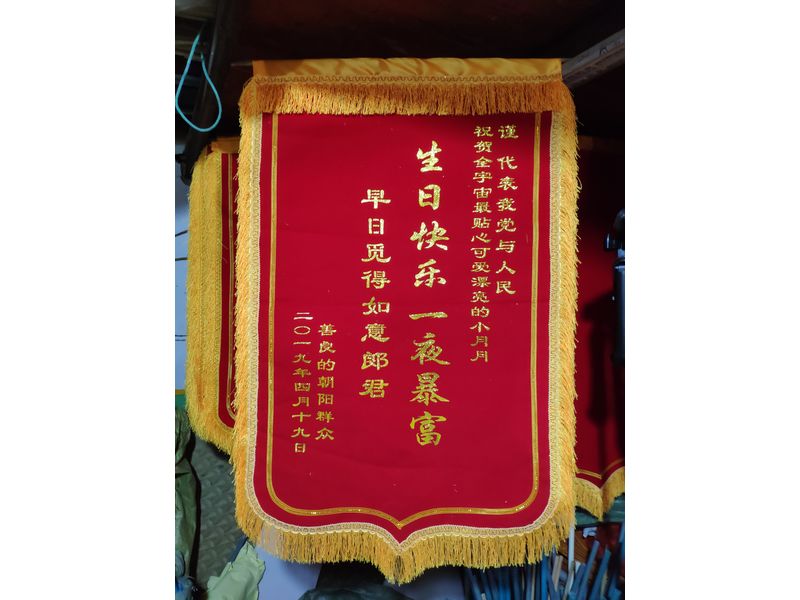 谨代表我党与人民
祝贺全宇宙最贴心可爱漂亮的小月月
生日快乐一夜暴富
早日觅得如意郎君
善良的朝阳群众
二〇一九年四月十九日